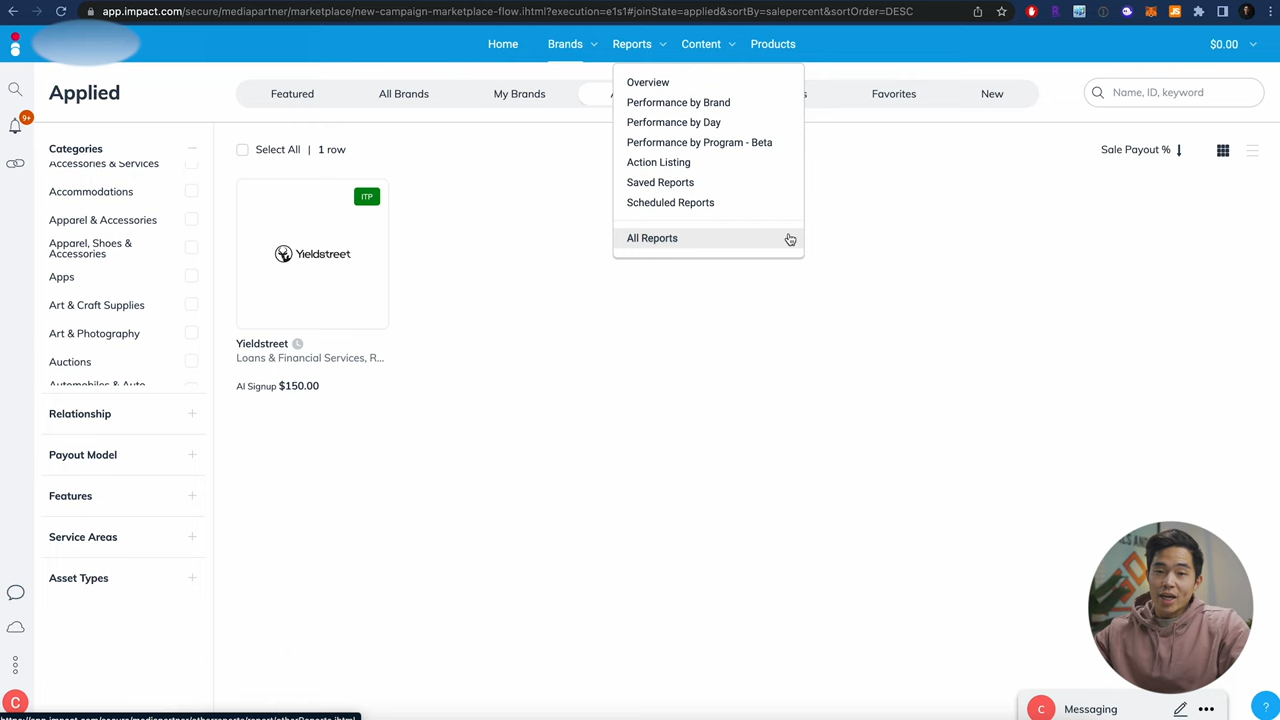 app.impact.com/secure/mediapartner/marketplace/new-campaign-marketplace-flow.ihtml?execution=e1s1#joinState=applied&sortBy=salepercent&sortOrder=DESC
Home
Brands
Reports
Content
Products
$0.00
Overview
Performance by Brand
Performance by Day
Performance by Program - Beta
Action Listing
Saved Reports
Scheduled Reports
All Reports
Applied
Featured
All Brands
My Brands
Favorites
New
Name, ID, keyword
9+
Categories
Accessories & Services
Accommodations
Apparel & Accessories
Apparel, Shoes &
Accessories
Apps
Art & Craft Supplies
Art & Photography
Auctions
Automobiles & Auto
Relationship
Payout Model
Features
Service Areas
Asset Types
Select All | 1 row
Sale Payout %
ITP
Yieldstreet
Yieldstreet
Loans & Financial Services, R...
AI Signup $150.00
C
C
Messaging
?